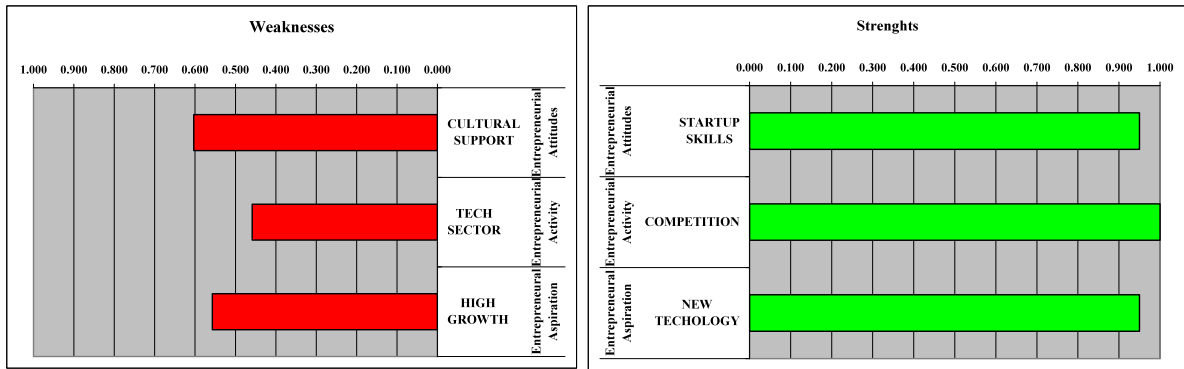 Weaknesses
1.000 0.900 0.800 0.700 0.600 0.500 0.400 0.300 0.200 0.100 0.000
CULTURAL
SUPPORT
Entrepreneurial
Attitudes
TECH
SECTOR
Entrepreneurial
Activity
HIGH
GROWTH
Entrepreneural
Aspiration
Strenghts
0.000 0.100 0.200 0.300 0.400 0.500 0.600 0.700 0.800 0.900 1.000
Entrepreneurial
Attitudes
STARTUP
SKILLS
Entrepreneurial
Activity
COMPETITION
Entrepreneurial
Aspiration
NEW
TECHOLOGY